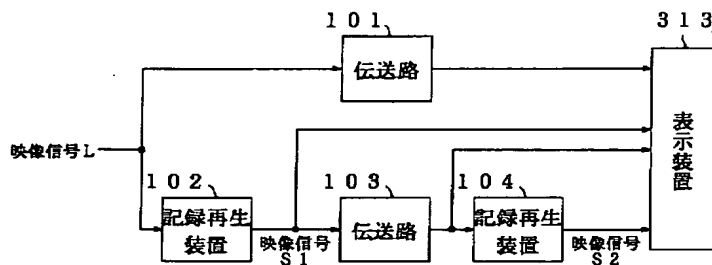 101
313
伝送路
表示装置
映像信号L
102
103
104
記録再生
装置
伝送路
記録再生
装置
映像信号
S1
映像信号
S2